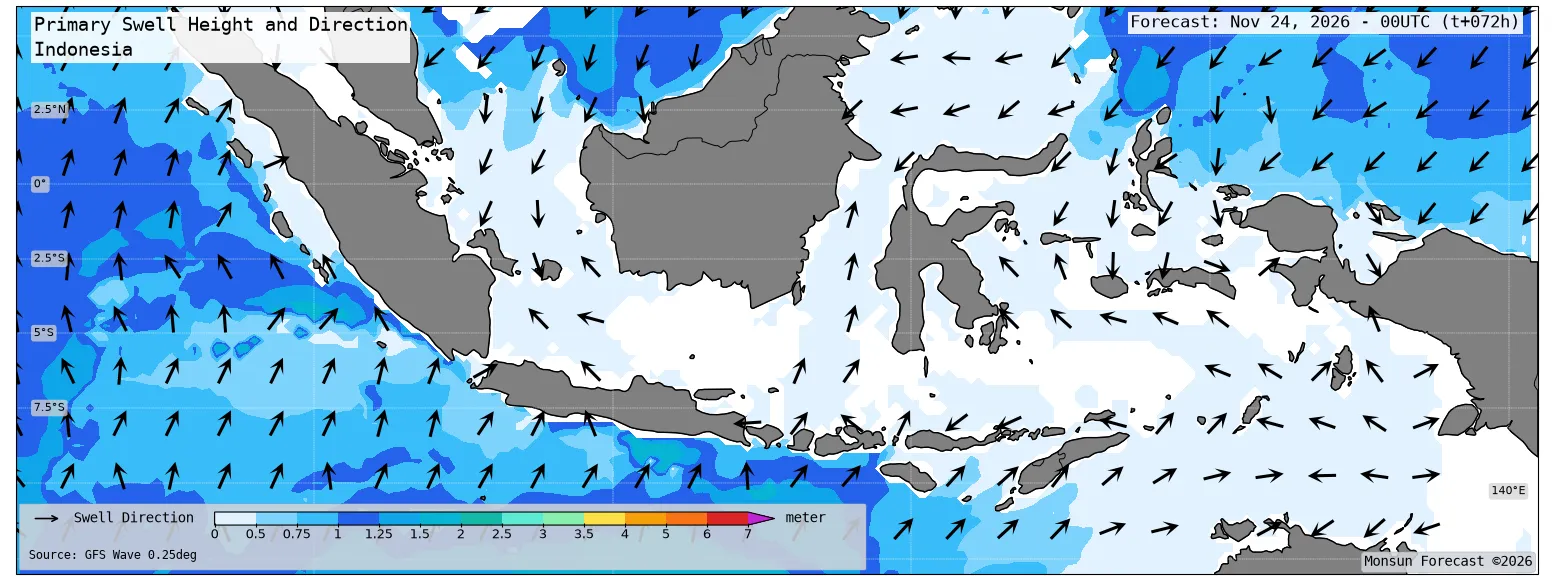 Primary Swell Height and Direction
Indonesia
Forecast: Nov 24, 2026 - 00UTC (t+072h)
2.5°N
0°
2.5°S
5°S
7.5°S
140°E
Swell Direction
0 0.5 0.75 1 1.25 1.5 2 2.5 3 3.5 4 5 6 7
meter
Source: GFS Wave 0.25deg
Monsun Forecast ©2026